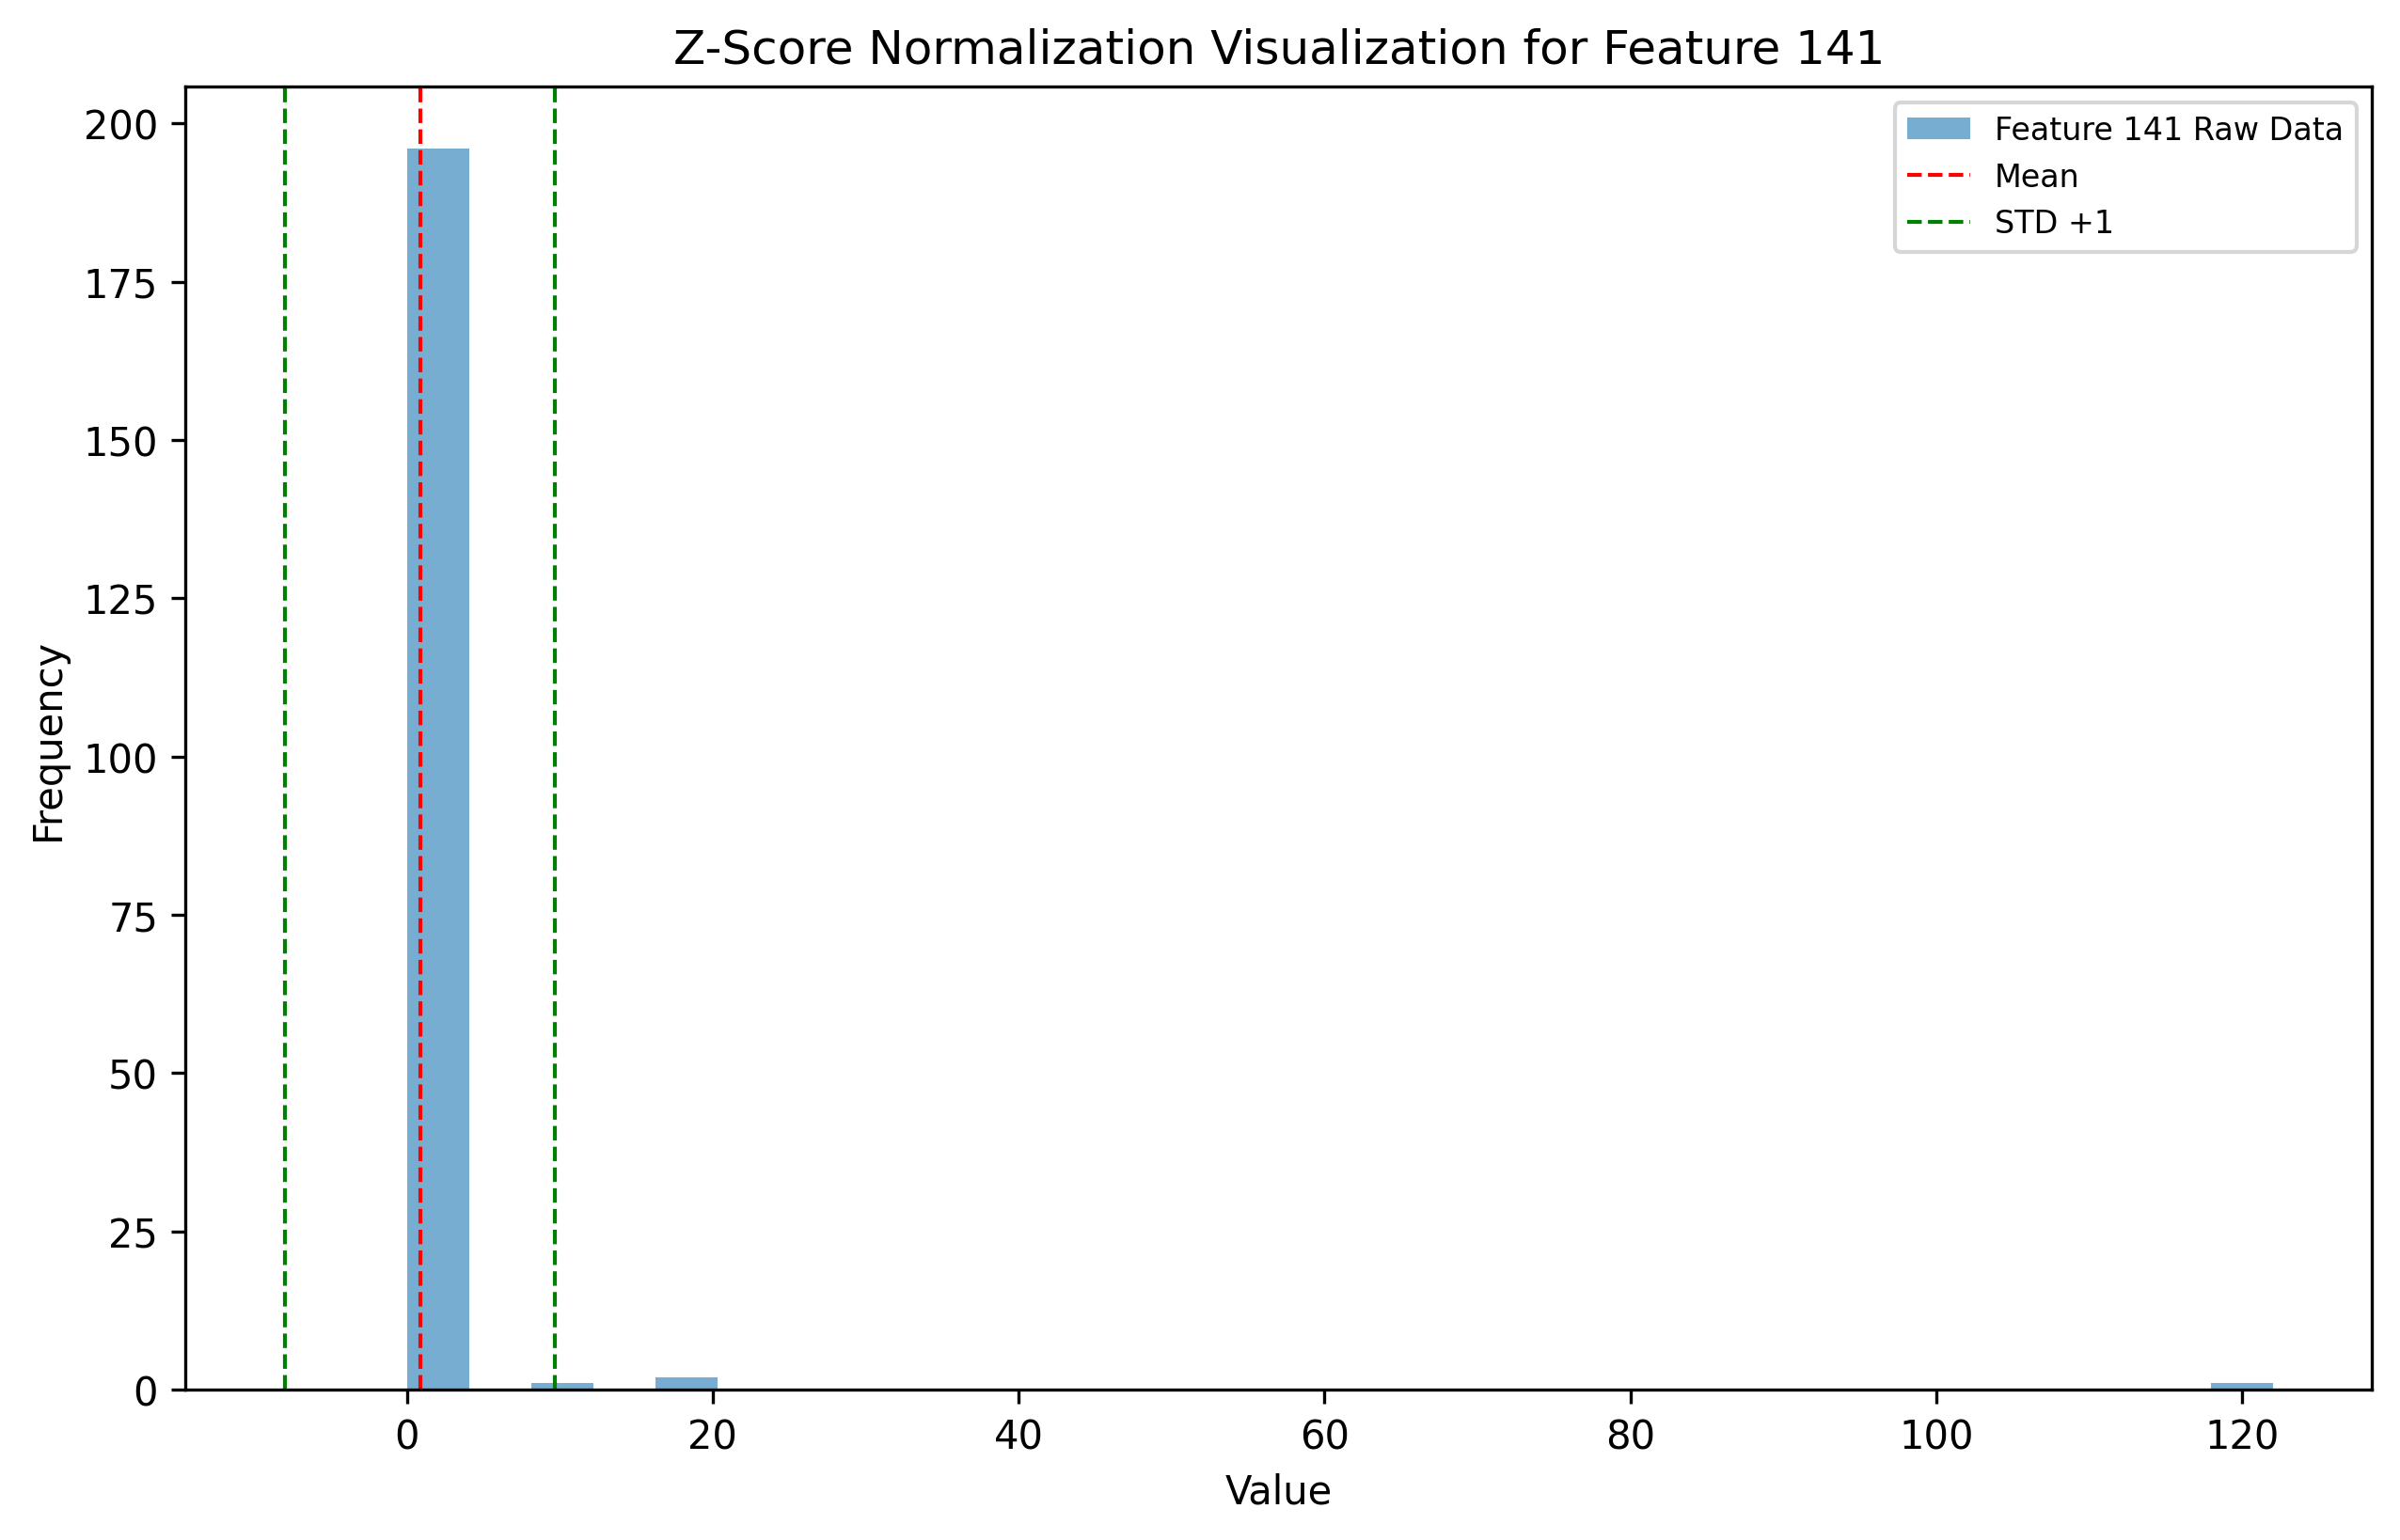 Z-Score Normalization Visualization for Feature 141
Feature 141 Raw Data
Mean
STD +1
200
175
150
125
100
75
50
25
0
Frequency
0 20 40 60 80 100 120
Value